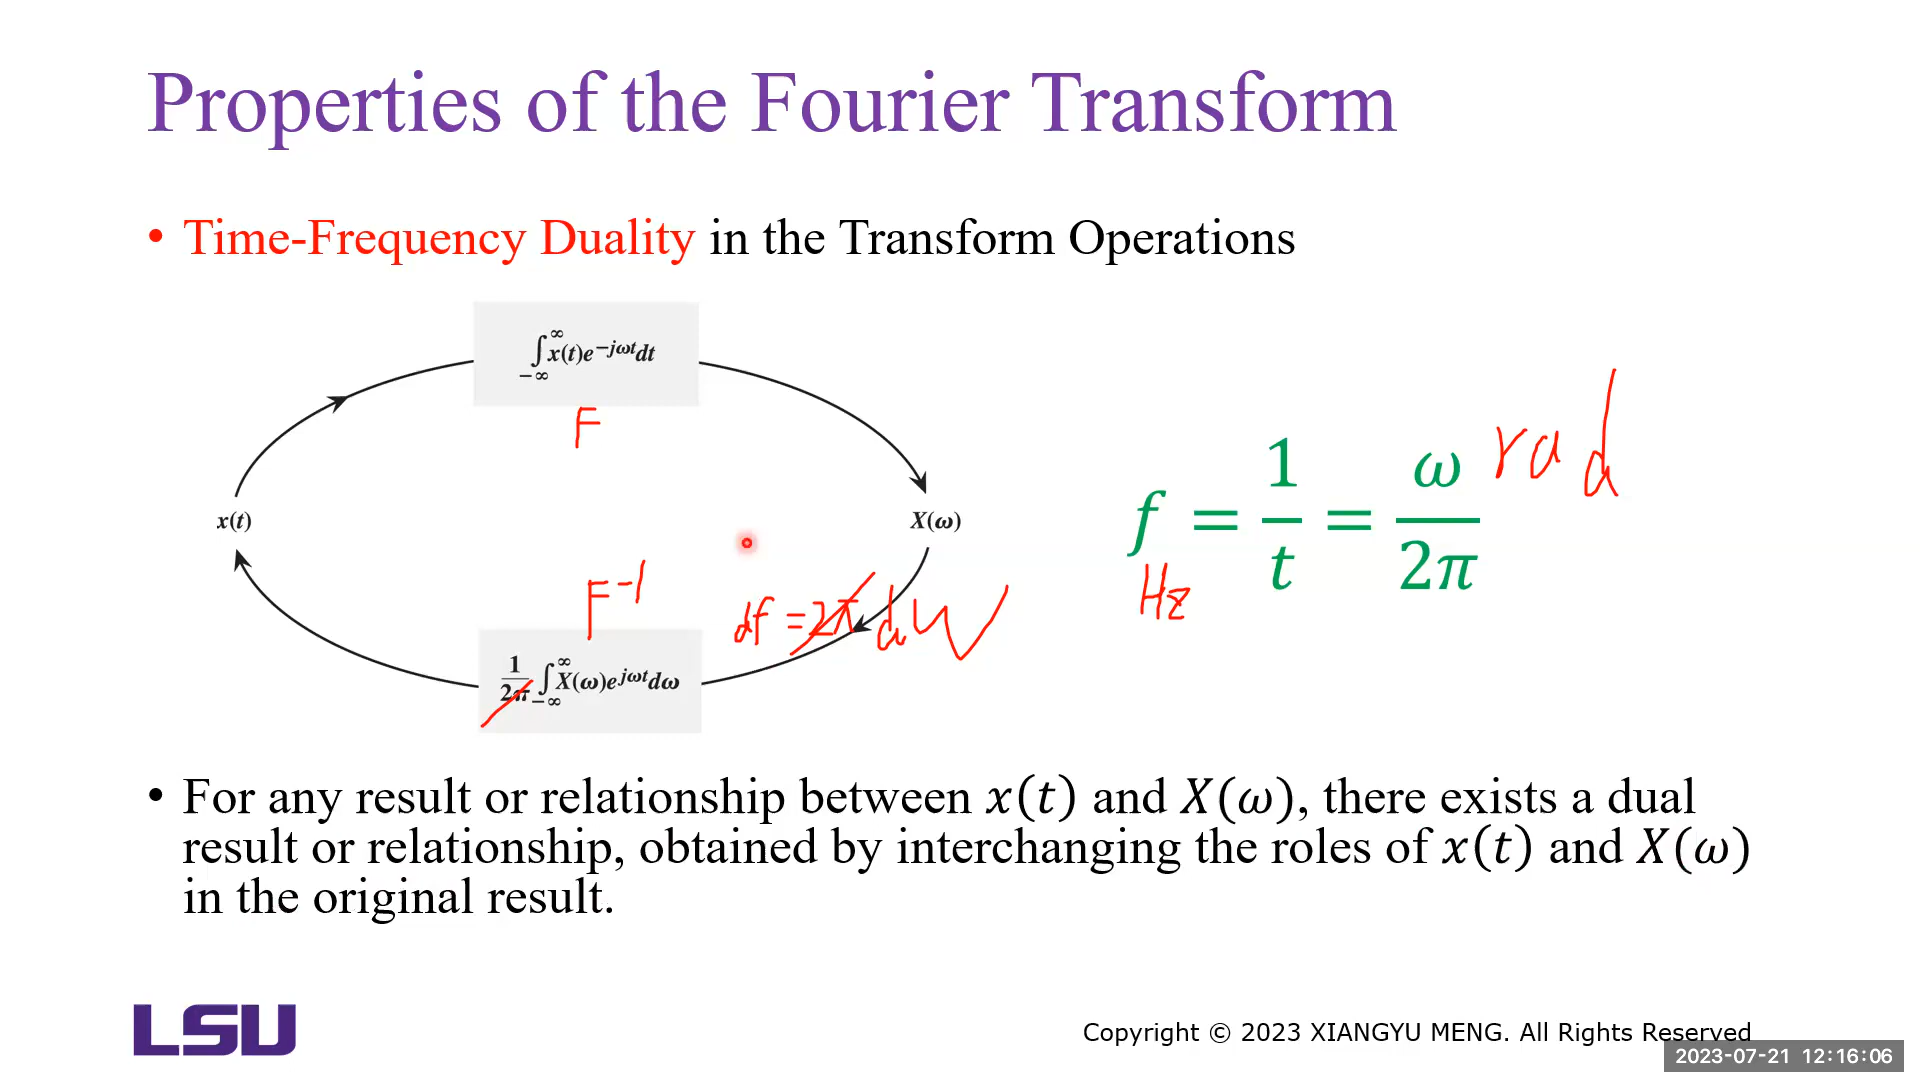 Properties of the Fourier Transform
• Time-Frequency Duality in the Transform Operations
∫_{-∞}^{∞} x(t)e^{-jωt}dt
F
x(t)
X(ω)
f = 1/t = ω/2π
rad
Hz
F^{-1}
df = 2π dW
1/2π ∫_{-∞}^{∞} X(ω)e^{jωt}dω
• For any result or relationship between x(t) and X(ω), there exists a dual
result or relationship, obtained by interchanging the roles of x(t) and X(ω)
in the original result.
LSU
Copyright © 2023 XIANGYU MENG. All Rights Reserved
2023-07-21 12:16:06